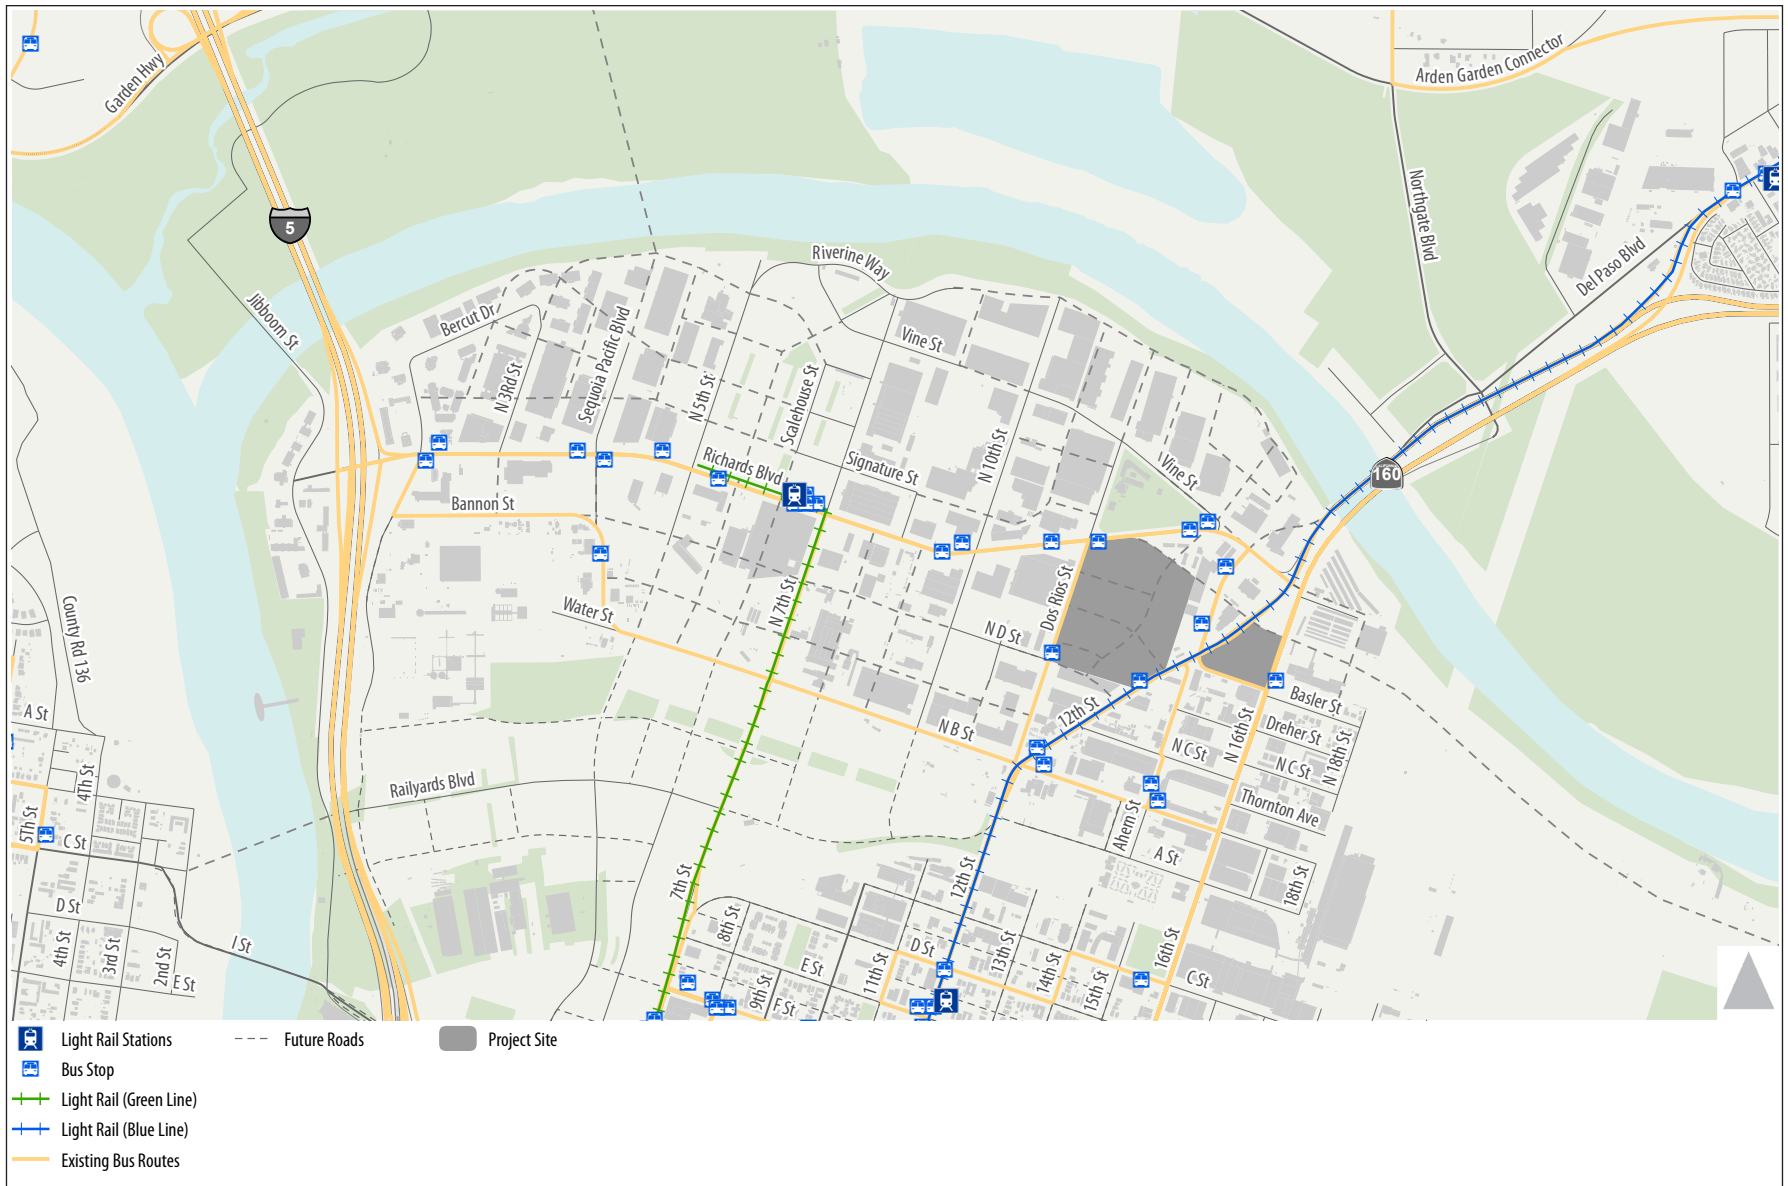 Garden Hwy
Arden Garden Connector
5
Northgate Blvd
Del Paso Blvd
Riverine Way
Jibboom St
Bercut Dr
Sequoia Pacific Blvd
Vine St
N 3Rd St
N 5th St
Scalehouse St
Richards Blvd
Signature St
N 10th St
Vine St
160
Bannon St
Water St
N 7th St
N D St
Dos Rios St
County Rd 136
A St
12th St
Basler St
N B St
N C St
N 16th St
Dreher St
N C St
N 18th St
4Th St
Railyards Blvd
5Th St
C St
Ahern St
Thornton Ave
A St
7th St
12th St
18th St
D St
I St
4th St
3rd St
2nd St
E St
8th St
D St
E St
9th St
F St
11th St
13th St
14th St
15th St
16th St
C St
Light Rail Stations
Future Roads
Project Site
Bus Stop
Light Rail (Green Line)
Light Rail (Blue Line)
Existing Bus Routes